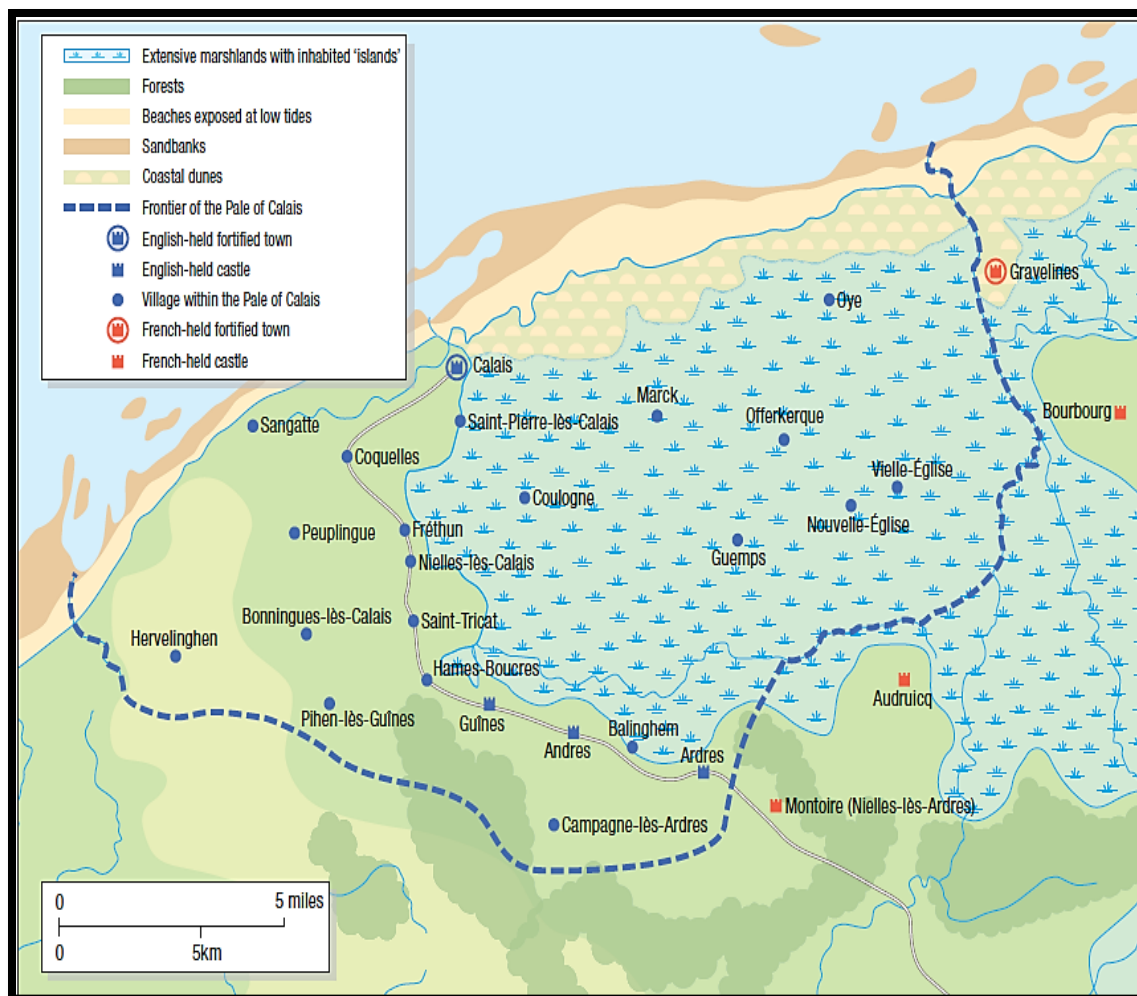 Extensive marshlands with inhabited 'islands'
Forests
Beaches exposed at low tides
Sandbanks
Coastal dunes
Frontier of the Pale of Calais
English-held fortified town
English-held castle
Village within the Pale of Calais
French-held fortified town
French-held castle
Gravelines
Oye
Calais
Marck
Offerkerque
Bourbourg
Sangatte
Saint-Pierre-lès-Calais
Coquelles
Vielle-Église
Coulogne
Nouvelle-Église
Peuplingue
Fréthun
Guemps
Nielles-lès-Calais
Bonningues-lès-Calais
Saint-Tricat
Hervelinghen
Hames-Boucres
Audruicq
Pihen-lès-Guînes
Guînes
Andres
Balinghem
Ardres
Montoire (Nielles-lès-Ardres)
Campagne-lès-Ardres
0 5 miles
0 5km